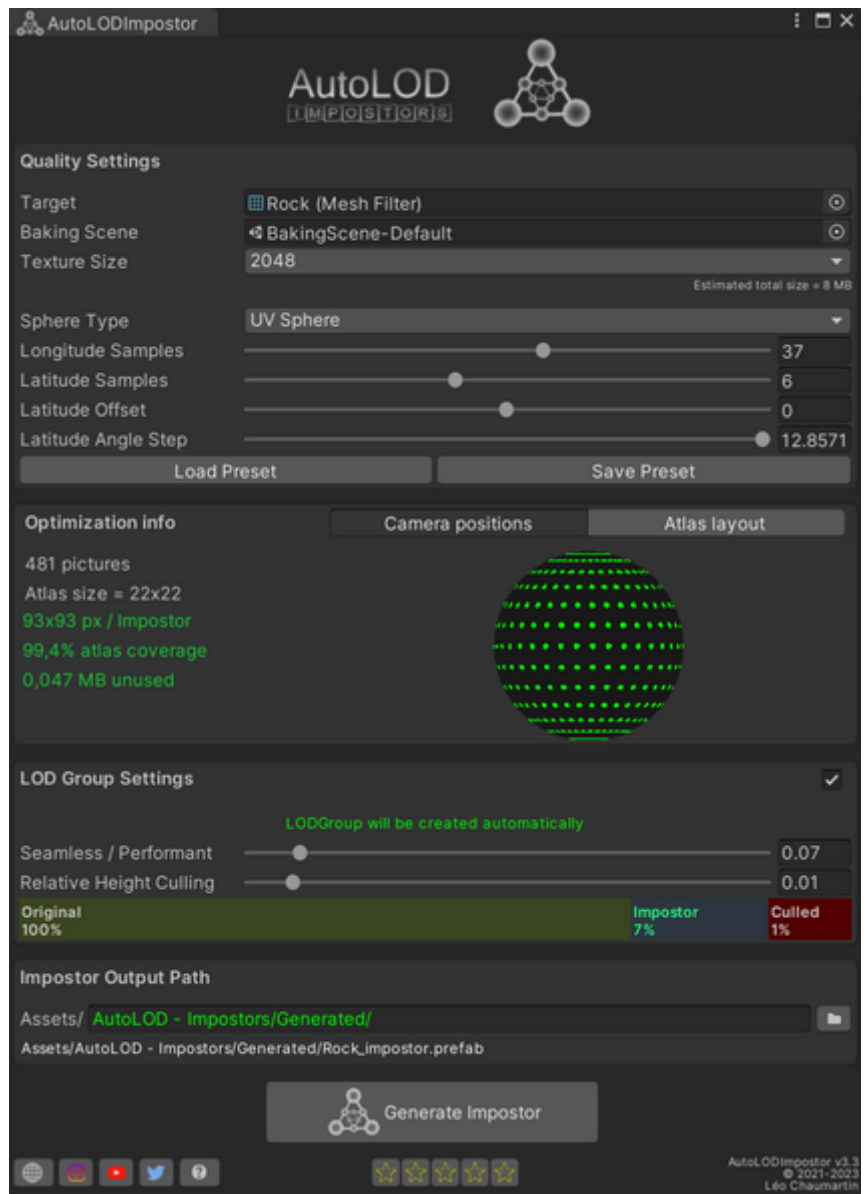 AutoLODImpostor
AutoLOD
IMPOSTORS
Quality Settings
Target Rock (Mesh Filter)
Baking Scene BakingScene-Default
Texture Size 2048
Estimated total size = 8 MB
Sphere Type UV Sphere
Longitude Samples 37
Latitude Samples 6
Latitude Offset 0
Latitude Angle Step 12.8571
Load Preset Save Preset
Optimization info Camera positions Atlas layout
481 pictures
Atlas size = 22x22
93x93 px / Impostor
99,4% atlas coverage
0,047 MB unused
LOD Group Settings
LODGroup will be created automatically
Seamless / Performant 0.07
Relative Height Culling 0.01
Original Impostor Culled
100% 7% 1%
Impostor Output Path
Assets/ AutoLOD - Impostors/Generated/
Assets/AutoLOD - Impostors/Generated/Rock_impostor.prefab
Generate Impostor
AutoLODImpostor v3.3
© 2021-2023
Léo Chaumartin